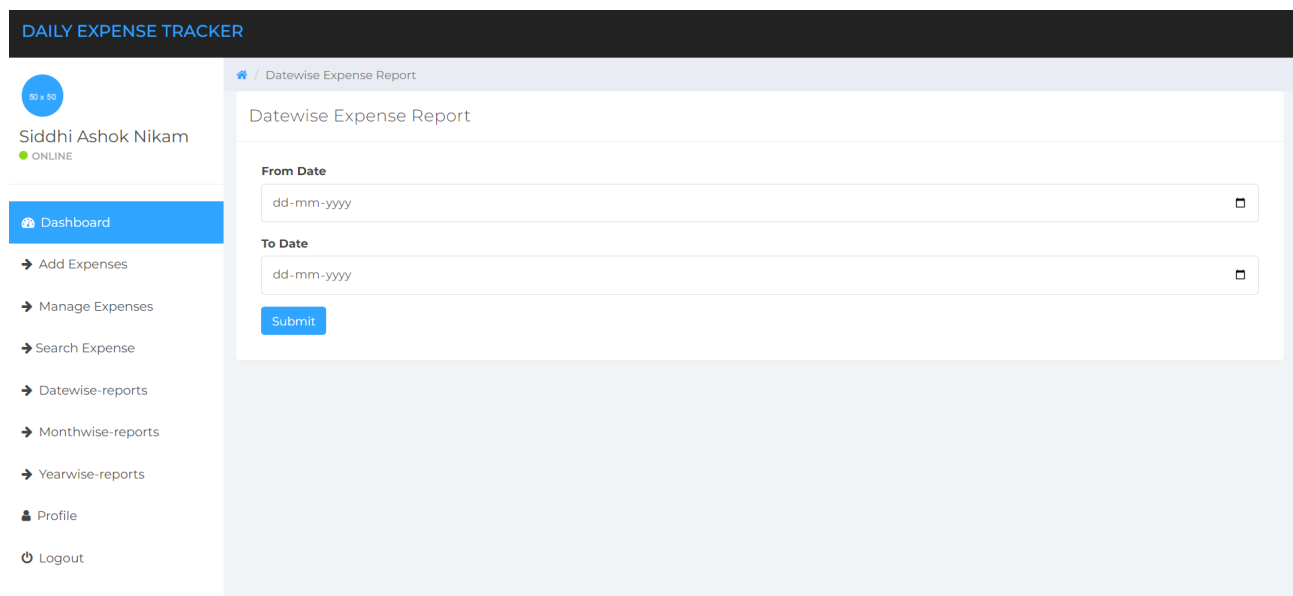 DAILY EXPENSE TRACKER
50 x 50
Siddhi Ashok Nikam
ONLINE
Dashboard
Add Expenses
Manage Expenses
Search Expense
Datewise-reports
Monthwise-reports
Yearwise-reports
Profile
Logout
/ Datewise Expense Report
Datewise Expense Report
From Date
dd-mm-yyyy
To Date
dd-mm-yyyy
Submit